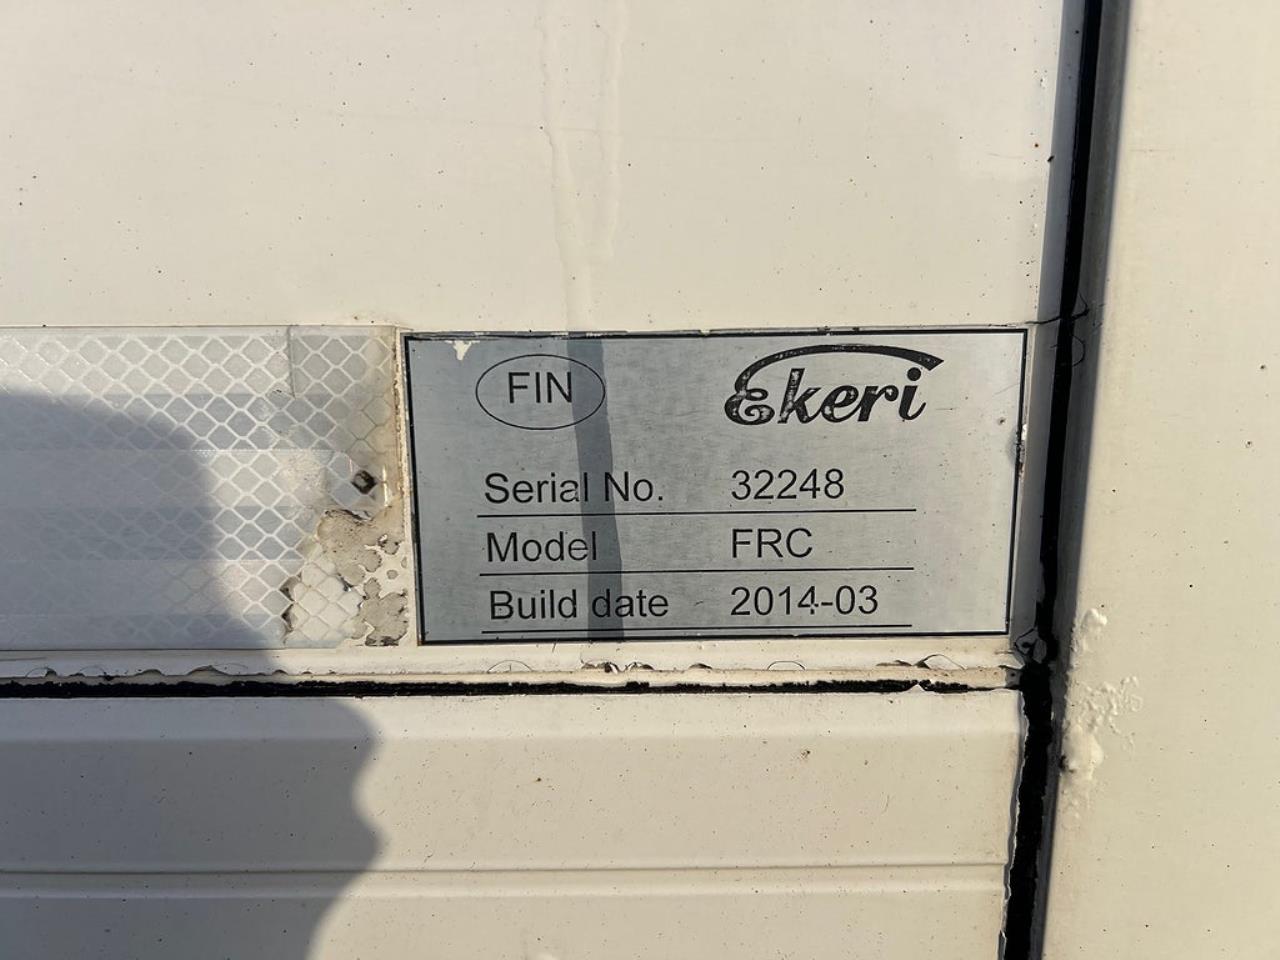 FIN Ekeri
Serial No. 32248
Model FRC
Build date 2014-03